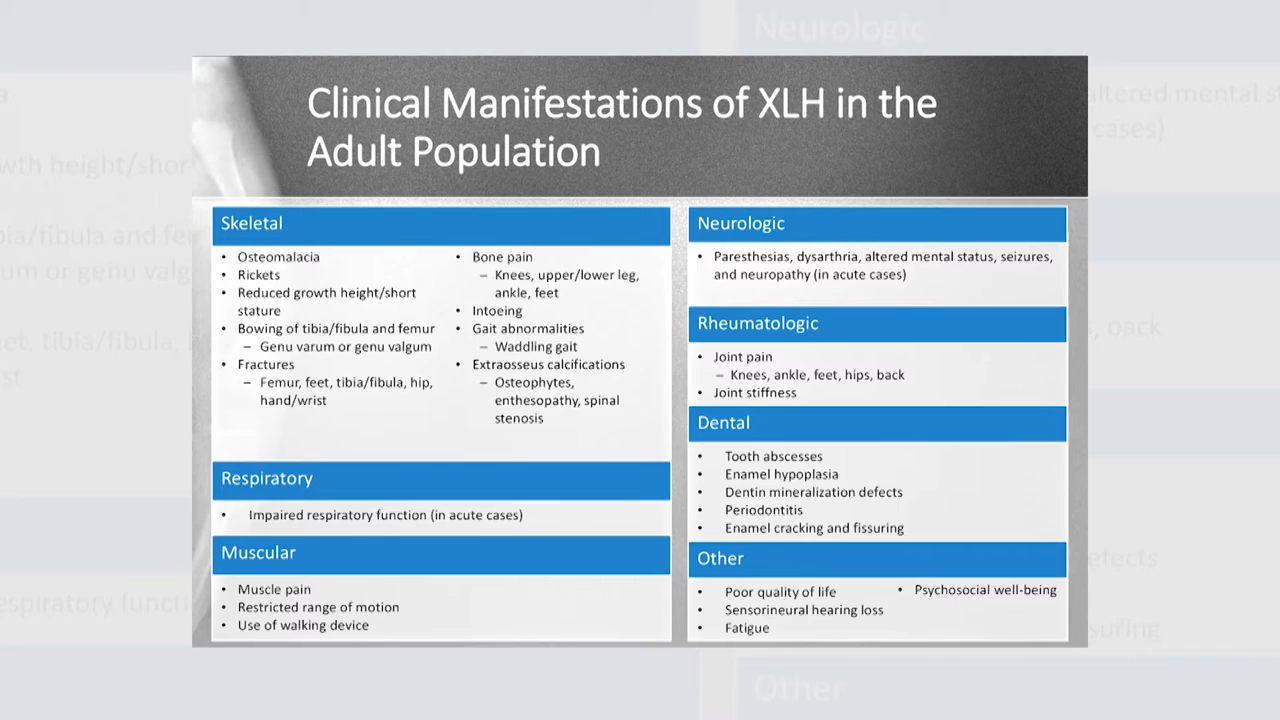 Clinical Manifestations of XLH in the
Adult Population
Skeletal
• Osteomalacia
• Rickets
• Reduced growth height/short
stature
• Bowing of tibia/fibula and femur
– Genu varum or genu valgum
• Fractures
– Femur, feet, tibia/fibula, hip,
hand/wrist
• Bone pain
– Knees, upper/lower leg,
ankle, feet
• Intoeing
• Gait abnormalities
– Waddling gait
• Extraosseus calcifications
– Osteophytes,
enthesopathy, spinal
stenosis
Respiratory
• Impaired respiratory function (in acute cases)
Muscular
• Muscle pain
• Restricted range of motion
• Use of walking device
Neurologic
• Paresthesias, dysarthria, altered mental status, seizures,
and neuropathy (in acute cases)
Rheumatologic
• Joint pain
– Knees, ankle, feet, hips, back
• Joint stiffness
Dental
• Tooth abscesses
• Enamel hypoplasia
• Dentin mineralization defects
• Periodontitis
• Enamel cracking and fissuring
Other
• Poor quality of life
• Sensorineural hearing loss
• Fatigue
• Psychosocial well-being